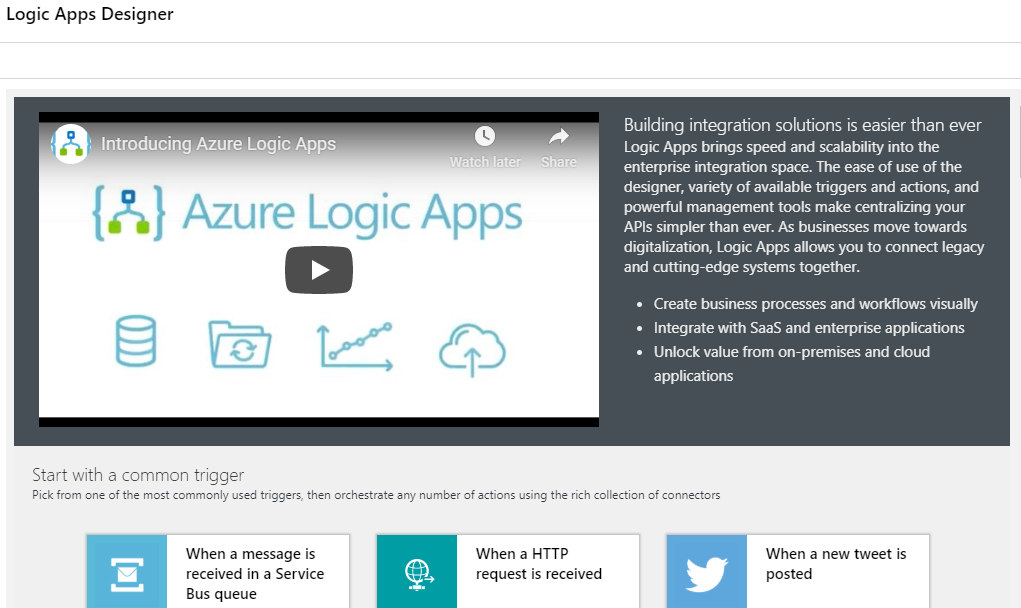 Logic Apps Designer
Introducing Azure Logic Apps
Watch later
Share
Azure Logic Apps
Building integration solutions is easier than ever
Logic Apps brings speed and scalability into the
enterprise integration space. The ease of use of the
designer, variety of available triggers and actions, and
powerful management tools make centralizing your
APIs simpler than ever. As businesses move towards
digitalization, Logic Apps allows you to connect legacy
and cutting-edge systems together.
• Create business processes and workflows visually
• Integrate with SaaS and enterprise applications
• Unlock value from on-premises and cloud
applications
Start with a common trigger
Pick from one of the most commonly used triggers, then orchestrate any number of actions using the rich collection of connectors
When a message is
received in a Service
Bus queue
When a HTTP
request is received
When a new tweet is
posted